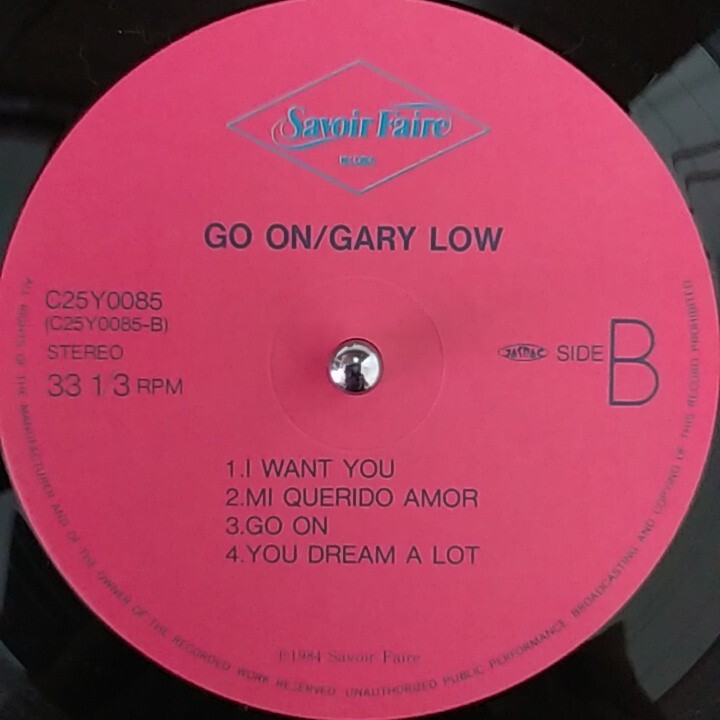 Savoir Faire
GO ON/GARY LOW
C25Y0085
(C25Y0085-B)
STEREO
33 1/3 RPM
JASRAC
SIDE B
1.I WANT YOU
2.MI QUERIDO AMOR
3.GO ON
4.YOU DREAM A LOT
℗1984 Savoir Faire
ALL RIGHTS OF THE MANUFACTURER AND OF THE OWNER OF THE RECORDED WORK RESERVED. UNAUTHORIZED PUBLIC PERFORMANCE, BROADCASTING AND COPYING OF THIS RECORD PROHIBITED